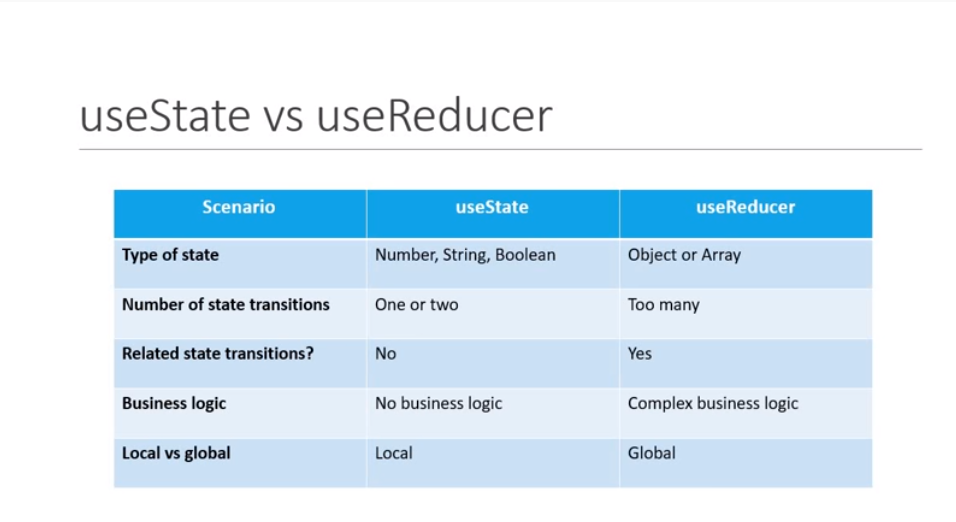 useState vs useReducer
Scenario useState useReducer
Type of state Number, String, Boolean Object or Array
Number of state transitions One or two Too many
Related state transitions? No Yes
Business logic No business logic Complex business logic
Local vs global Local Global